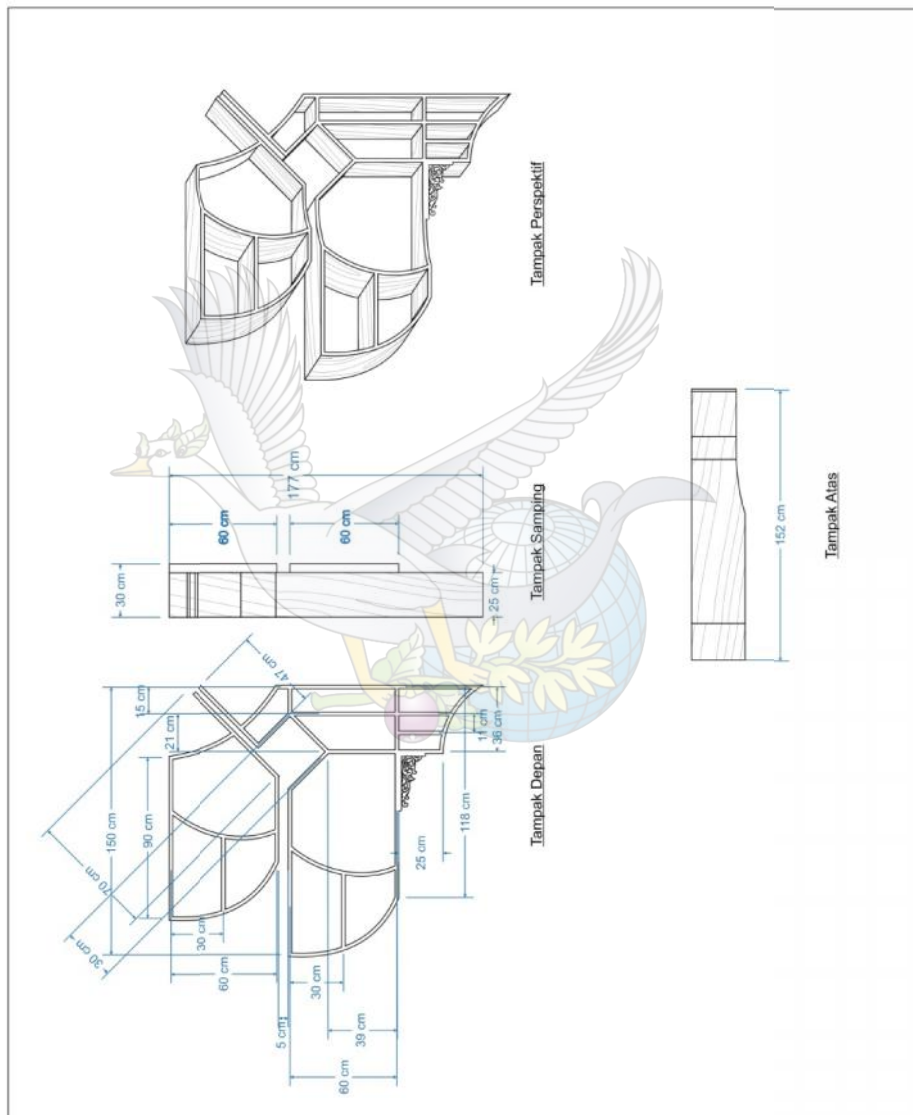 30 cm
70 cm
150 cm
90 cm
15 cm
21 cm
30 cm
60 cm
47 cm
5 cm
30 cm
39 cm
60 cm
25 cm
118 cm
11 cm
36 cm
Tampak Depan
30 cm
60 cm
177 cm
60 cm
25 cm
Tampak Samping
Tampak Perspektif
152 cm
Tampak Atas